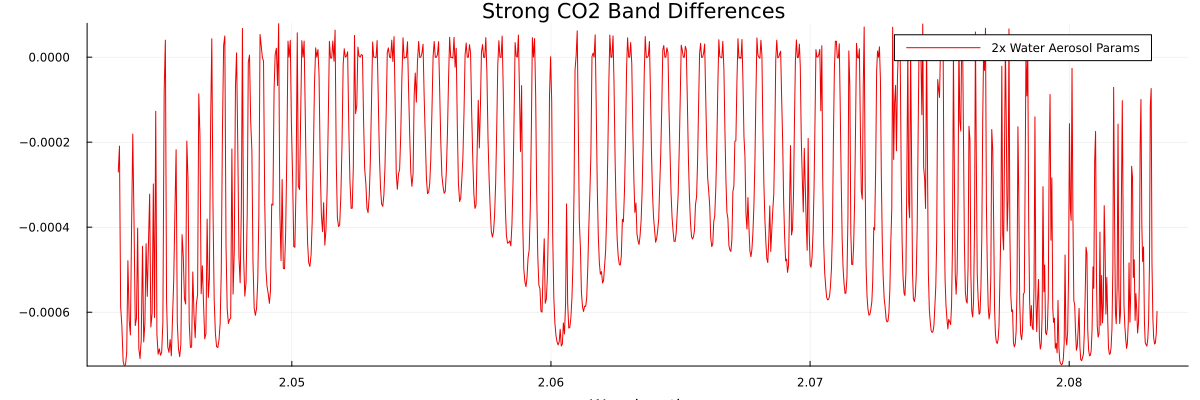 Strong CO2 Band Differences
2x Water Aerosol Params
0.0000
−0.0002
−0.0004
−0.0006
2.05 2.06 2.07 2.08